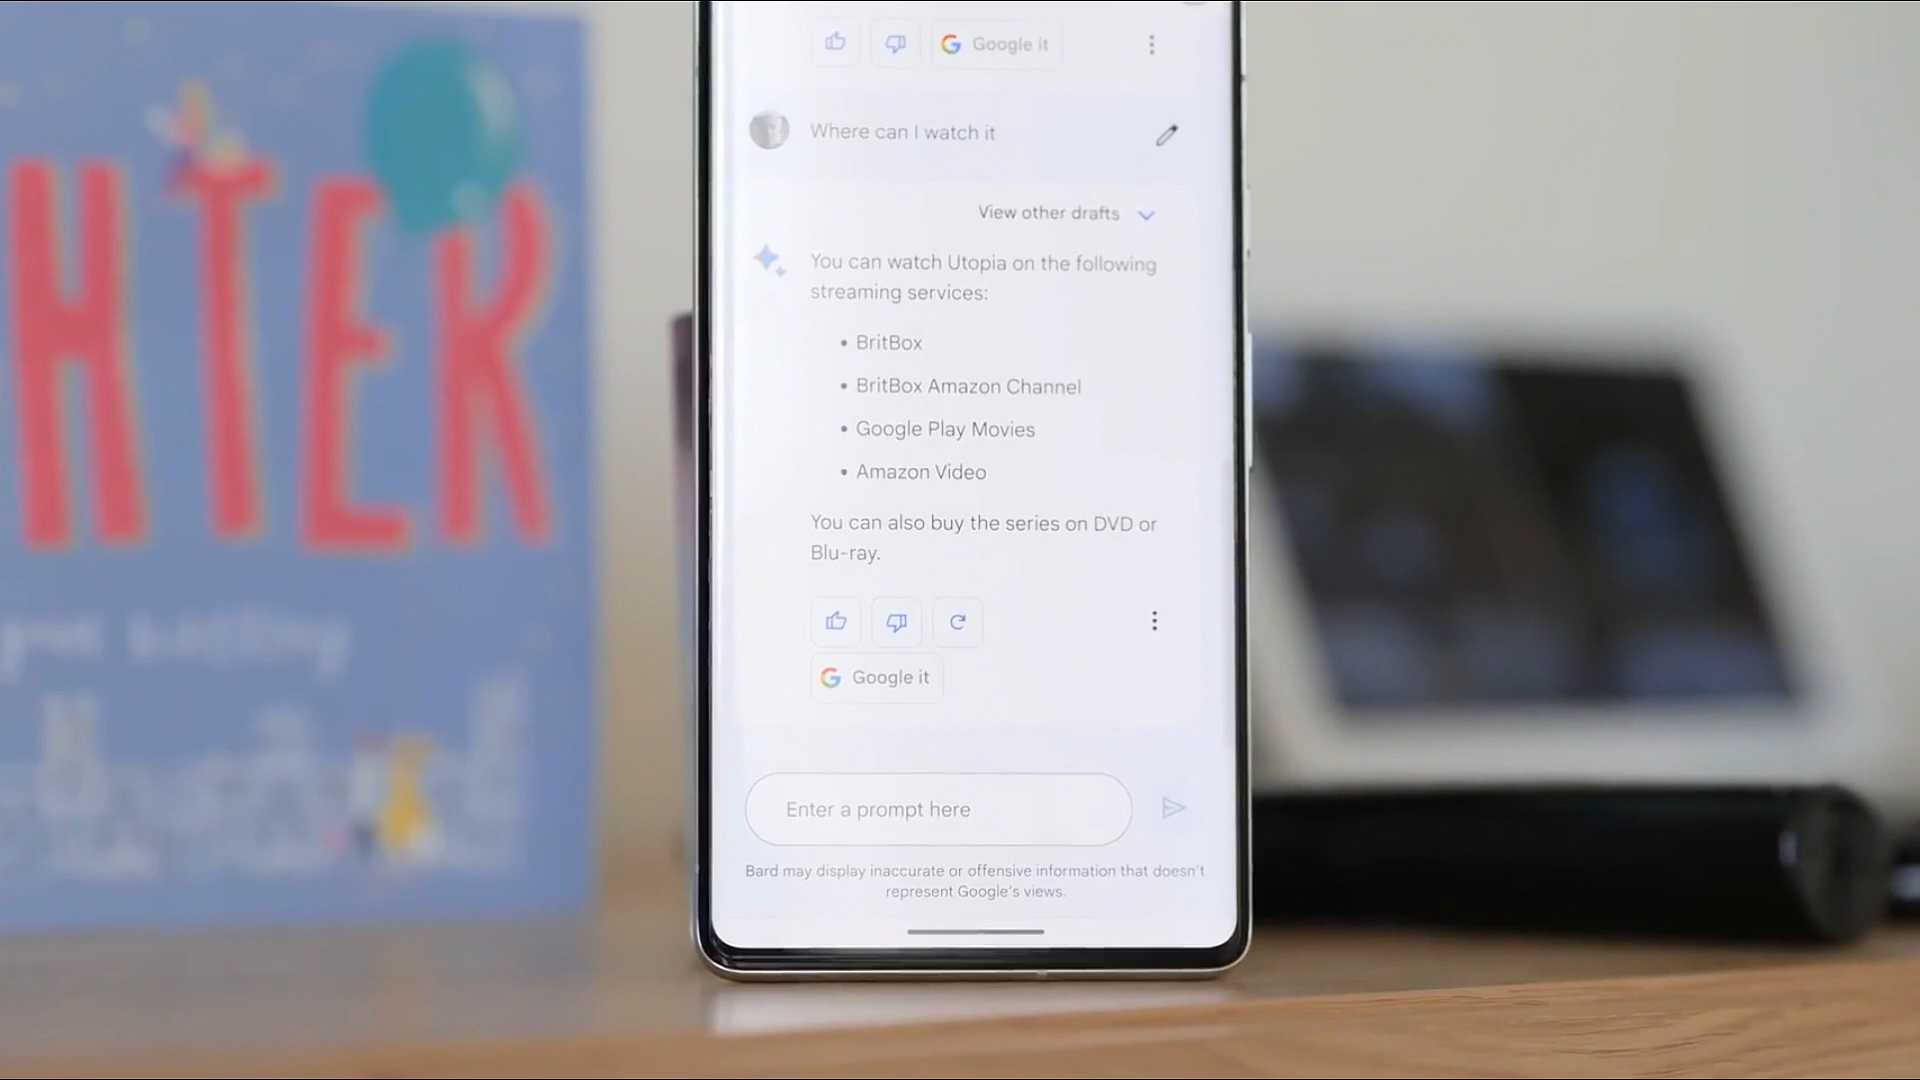 HTER
Google it
Where can I watch it
View other drafts
You can watch Utopia on the following
streaming services:
• BritBox
• BritBox Amazon Channel
• Google Play Movies
• Amazon Video
You can also buy the series on DVD or
Blu-ray.
Google it
Enter a prompt here
Bard may display inaccurate or offensive information that doesn't
represent Google's views.